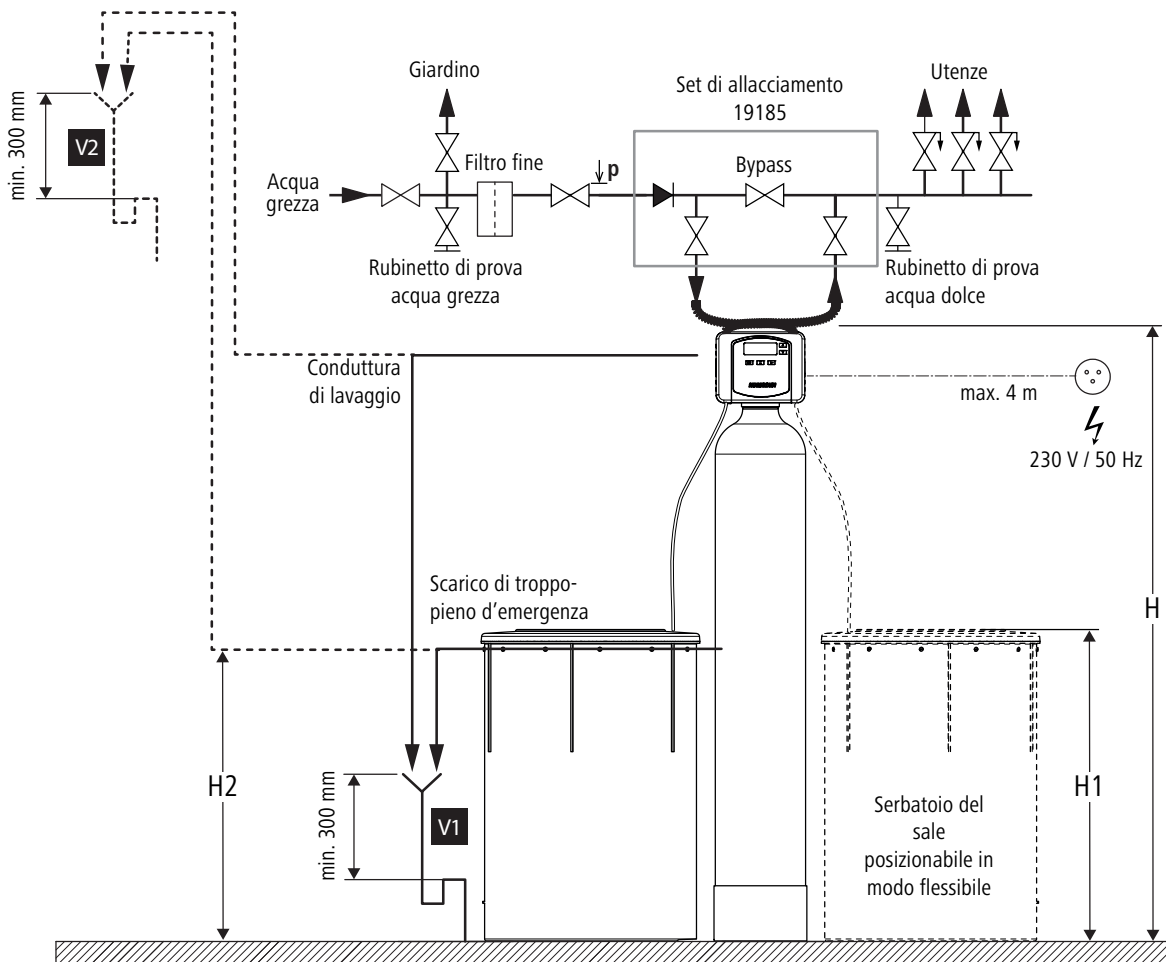 Giardino
Set di allacciamento
19185
Utenze
min. 300 mm
V2
Filtro fine
p
Bypass
Acqua
grezza
Rubinetto di prova
acqua grezza
Rubinetto di prova
acqua dolce
Conduttura
di lavaggio
max. 4 m
230 V / 50 Hz
Scarico di troppo-
pieno d’emergenza
H
H2
min. 300 mm
V1
H1
Serbatoio del
sale
posizionabile in
modo flessibile